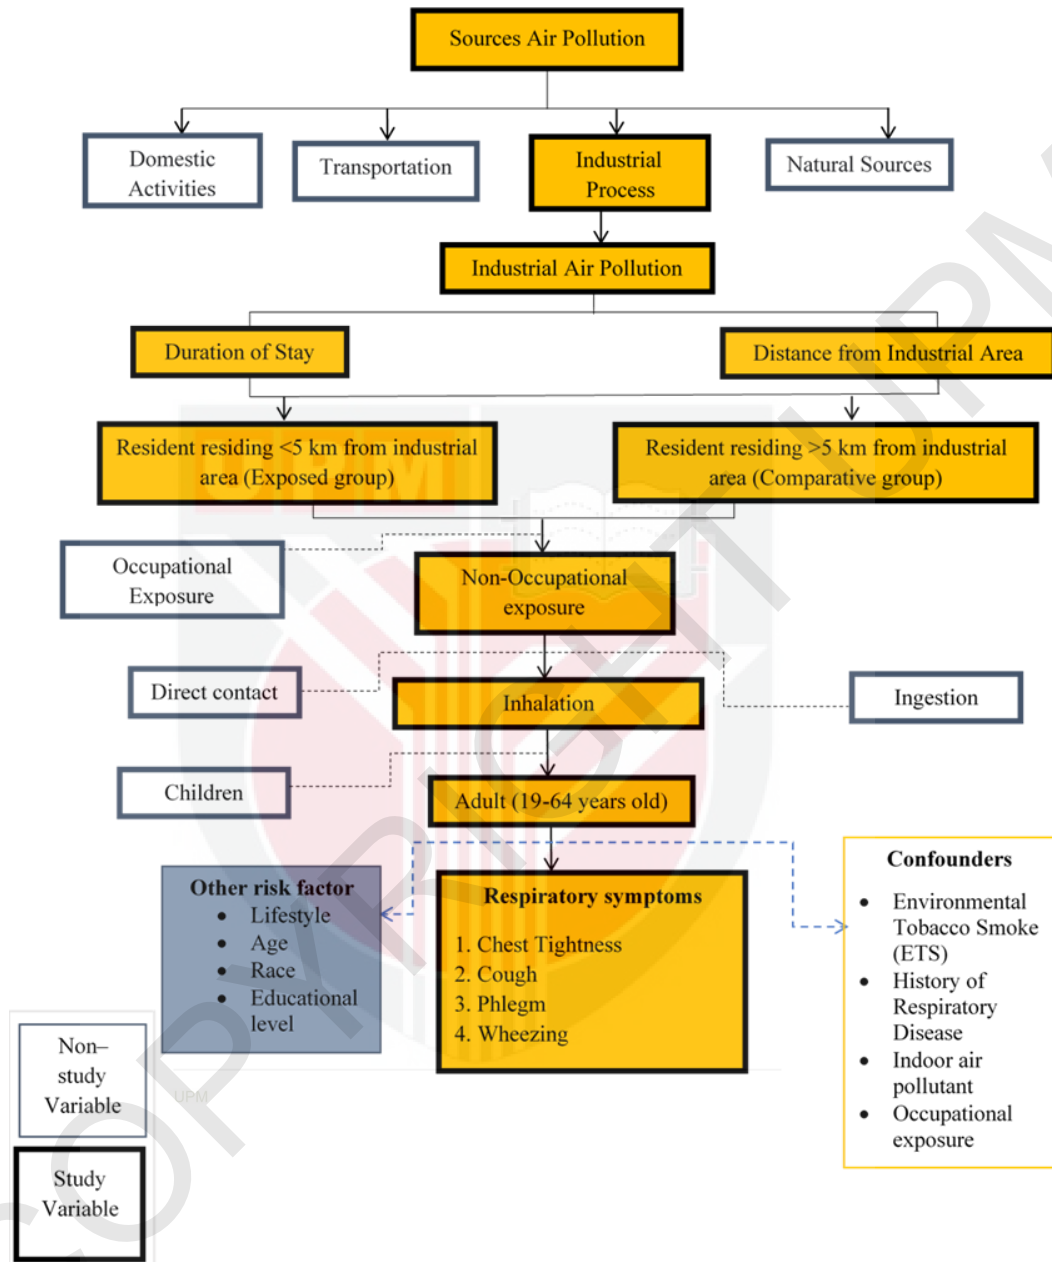 Sources Air Pollution
Domestic
Activities
Transportation
Industrial
Process
Natural Sources
Industrial Air Pollution
Duration of Stay
Distance from Industrial Area
Resident residing <5 km from industrial
area (Exposed group)
Resident residing >5 km from industrial
area (Comparative group)
Occupational
Exposure
Non-Occupational
exposure
Direct contact
Inhalation
Ingestion
Children
Adult (19-64 years old)
Other risk factor
• Lifestyle
• Age
• Race
• Educational
level
Respiratory symptoms
1. Chest Tightness
2. Cough
3. Phlegm
4. Wheezing
Confounders
• Environmental
Tobacco Smoke
(ETS)
• History of
Respiratory
Disease
• Indoor air
pollutant
• Occupational
exposure
Non–
study
Variable
Study
Variable
UPM
UPM
COPYRIGHT UPM